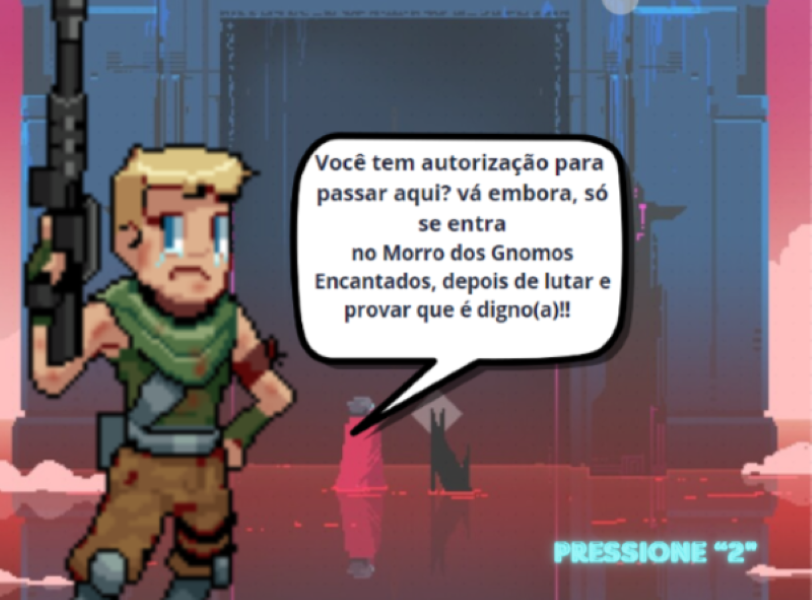 Você tem autorização para
passar aqui? vá embora, só
se entra
no Morro dos Gnomos
Encantados, depois de lutar e
provar que é digno(a)!!
PRESSIONE “2”